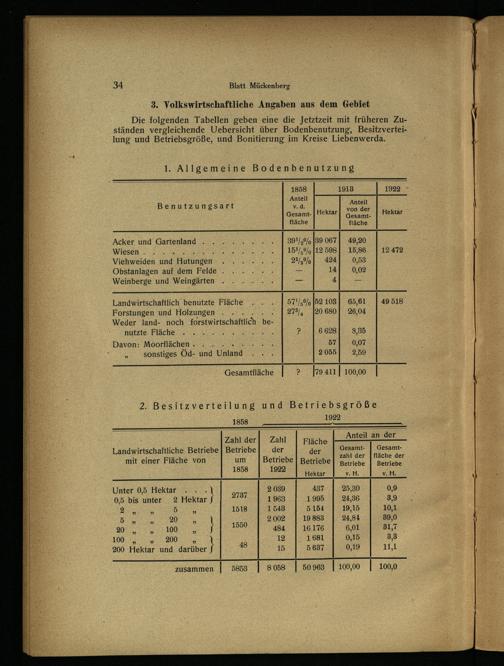 34
Blatt Mückenberg
3. Volkswirtschaftliche Angaben aus dem Gebiet
Die folgenden Tabellen geben eine die Jetztzeit mit früheren Zu-
ständen vergleichende Uebersicht über Bodenbenutzung, Besitzvertei-
lung und Betriebsgröße, und Bonitierung im Kreise Liebenwerda.
1. Allgemeine Bodenbenutzung
Benutzungsart 1858 Anteil v. d. Gesamt- fläche 1913 Hektar Anteil von der Gesamt- fläche 1922 Hektar
Acker und Gartenland . . . . . . . . 39 067 49,20
Wiesen . . . . . . . . . . . . . 12 598 15,86 12 472
Viehweiden und Hutungen . . . . . . 424 0,53
Obstanlagen auf dem Felde . . . . . . — 14 0,02
Weinberge und Weingärten . . . . . . — 4 —
Landwirtschaftlich benutzte Fläche . . . 52 103 65,61 49 518
Forstungen und Holzungen . . . . . . 20 680 26,04
Weder land- noch forstwirtschaftlich be-
nutzte Fläche . . . . . . . . . . ? 6 628 8,35
Davon: Moorflächen . . . . . . . . . 57 0,07
„ sonstiges Öd- und Unland . . . 2 055 2,59
Gesamtfläche ? 79 411 100,00
2. Besitzverteilung und Betriebsgröße
1858 1922
Landwirtschaftliche Betriebe mit einer Fläche von Zahl der Betriebe um 1858 Zahl der Betriebe 1922 Fläche der Betriebe Hektar Anteil an der Gesamt- zahl der Betriebe v. H. Gesamt- fläche der Betriebe v. H.
Unter 0,5 Hektar . . . } 2737 2 039 437 25,30 0,9
0,5 bis unter 2 Hektar } 1 963 1 995 24,36 3,9
2 „ „ 5 „ 1518 1 543 5 154 19,15 10,1
5 „ „ 20 „ } 1550 2 002 19 883 24,84 39,0
20 „ „ 100 „ } 484 16 176 6,01 31,7
100 „ „ 200 „ } 48 12 1 681 0,15 3,3
200 Hektar und darüber } 15 5 637 0,19 11,1
zusammen 5853 8 058 50 963 100,00 100,0